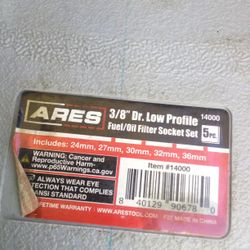 ARES
3/8" Dr. Low Profile
14000
Fuel/Oil Filter Socket Set
5 PC.
Includes: 24mm, 27mm, 30mm, 32mm, 36mm
WARNING: Cancer and
Reproductive Harm-
www.p65Warnings.ca.gov
Item #14000
ALWAYS WEAR EYE
PROTECTION THAT COMPLIES
ANSI STANDARD
8 40129 90678 0
LIFETIME WARRANTY
WWW.ARESTOOL.COM
MADE IN CHINA